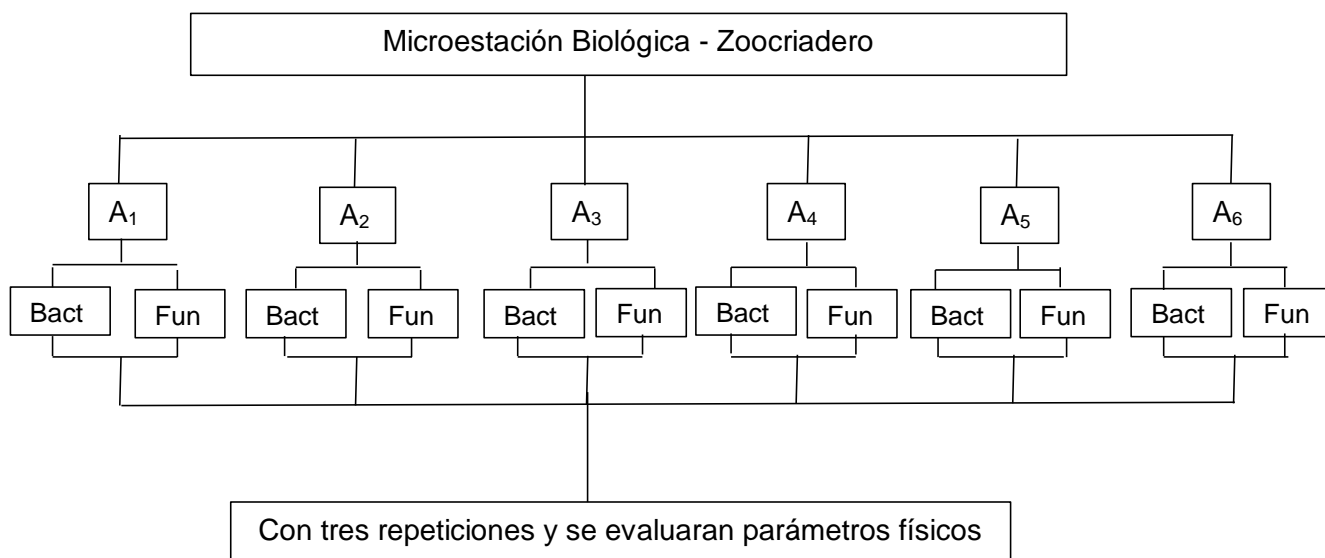 Microestación Biológica - Zoocriadero
A₁ A₂ A₃ A₄ A₅ A₆
Bact Fun Bact Fun Bact Fun Bact Fun Bact Fun Bact Fun
Con tres repeticiones y se evaluaran parámetros físicos